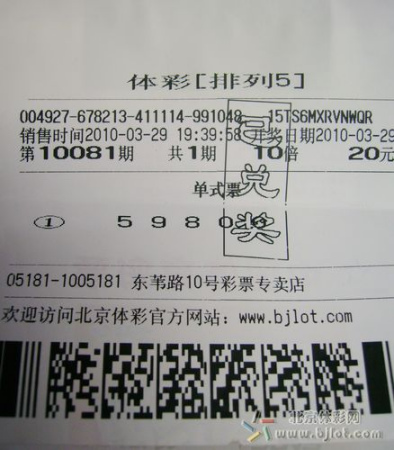 体彩[排列5]
004927-678213-411114-991048 15TS6MXRVNWQR
销售时间2010-03-29 19:39:58 开奖日期2010-03-29
第10081期 共1期 10倍 20元
已兑奖
单式票
① 5 9 8 0
05181-1005181 东苇路10号彩票专卖店
欢迎访问北京体彩官方网站：www.bjlot.com
北京体彩网
www.bjlot.com